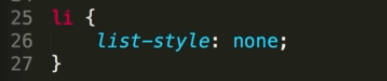 25 li {
26     list-style: none;
27 }